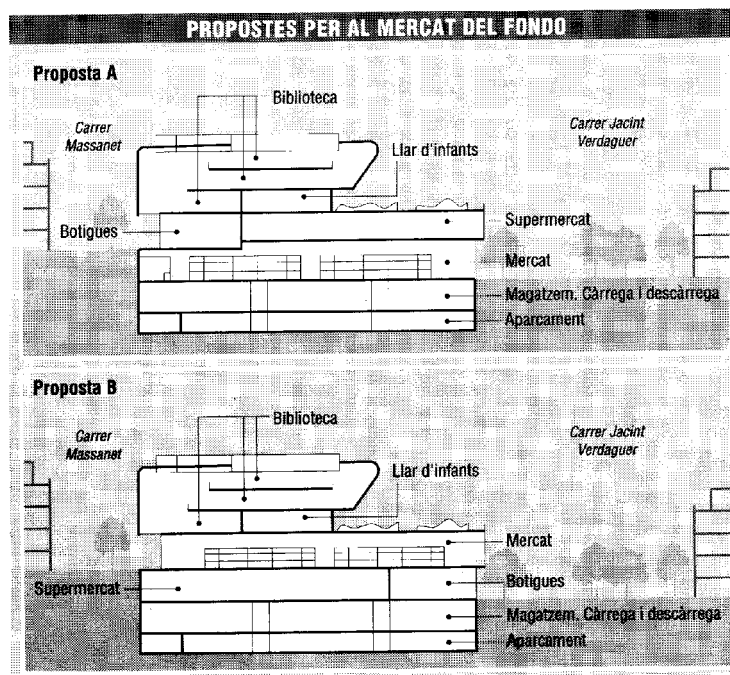 PROPOSTES PER AL MERCAT DEL FONDO
Proposta A
Biblioteca
Carrer
Massanet
Carrer Jacint
Verdaguer
Llar d'infants
Botigues
Supermercat
Mercat
Magatzem. Càrrega i descàrrega
Aparcament
Proposta B
Biblioteca
Carrer
Massanet
Carrer Jacint
Verdaguer
Llar d'infants
Mercat
Supermercat
Botigues
Magatzem. Càrrega i descàrrega
Aparcament